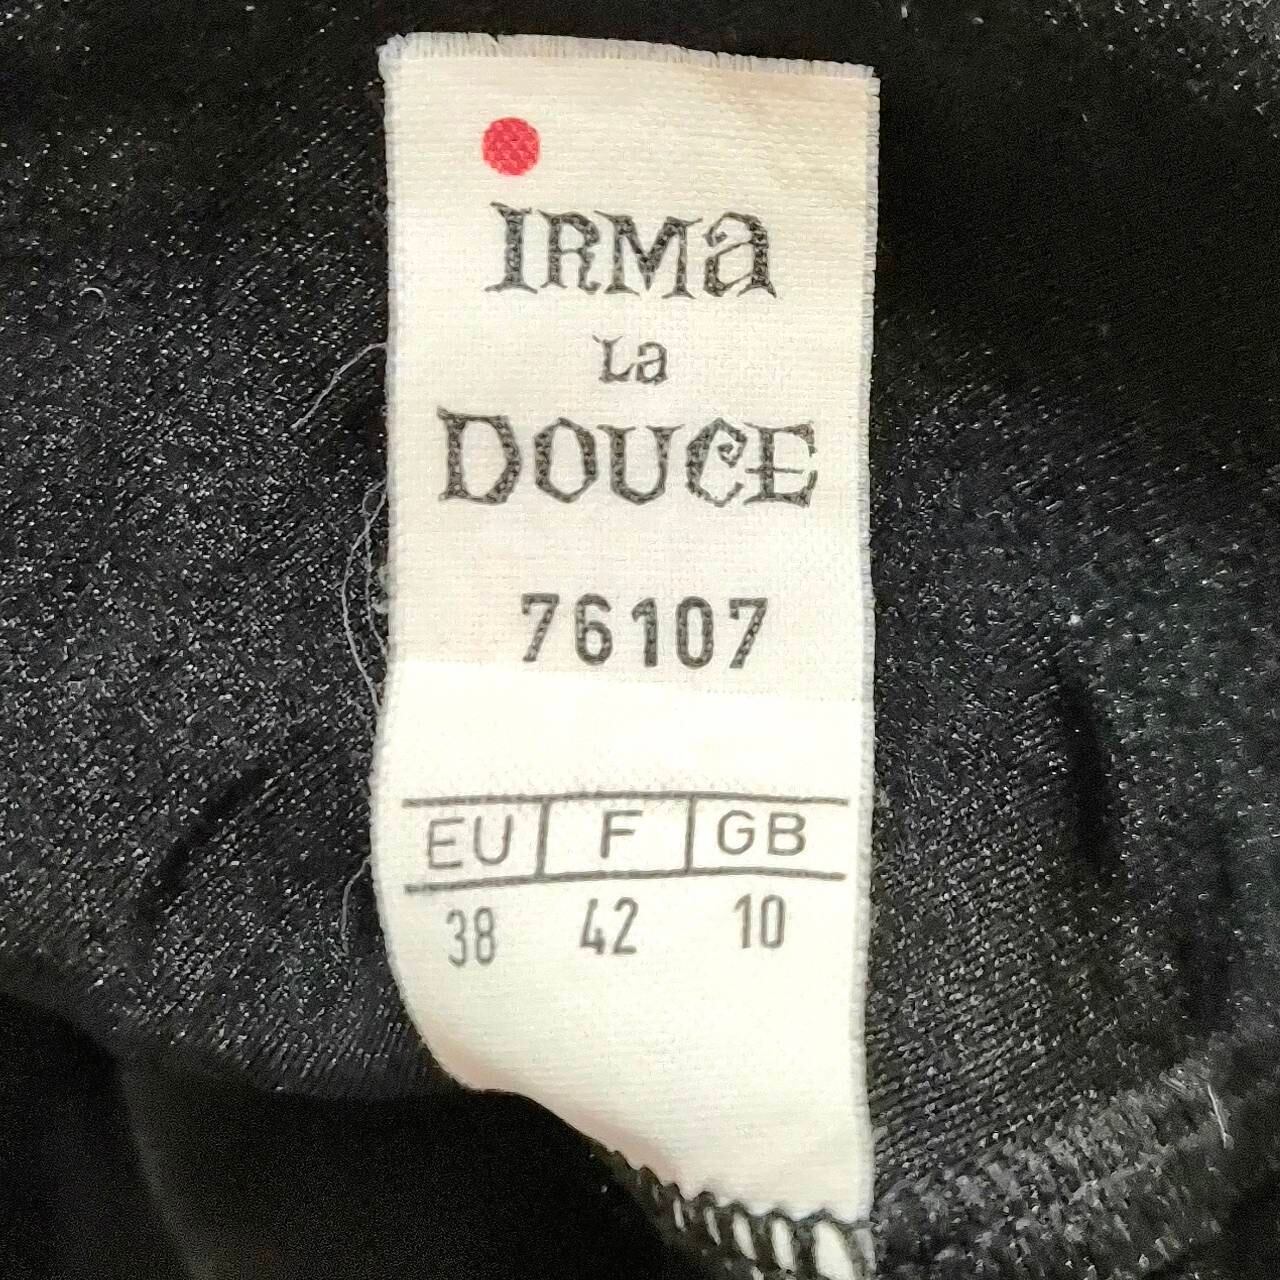 IRMa
La
DOUCE
76107
EU F GB
38 42 10